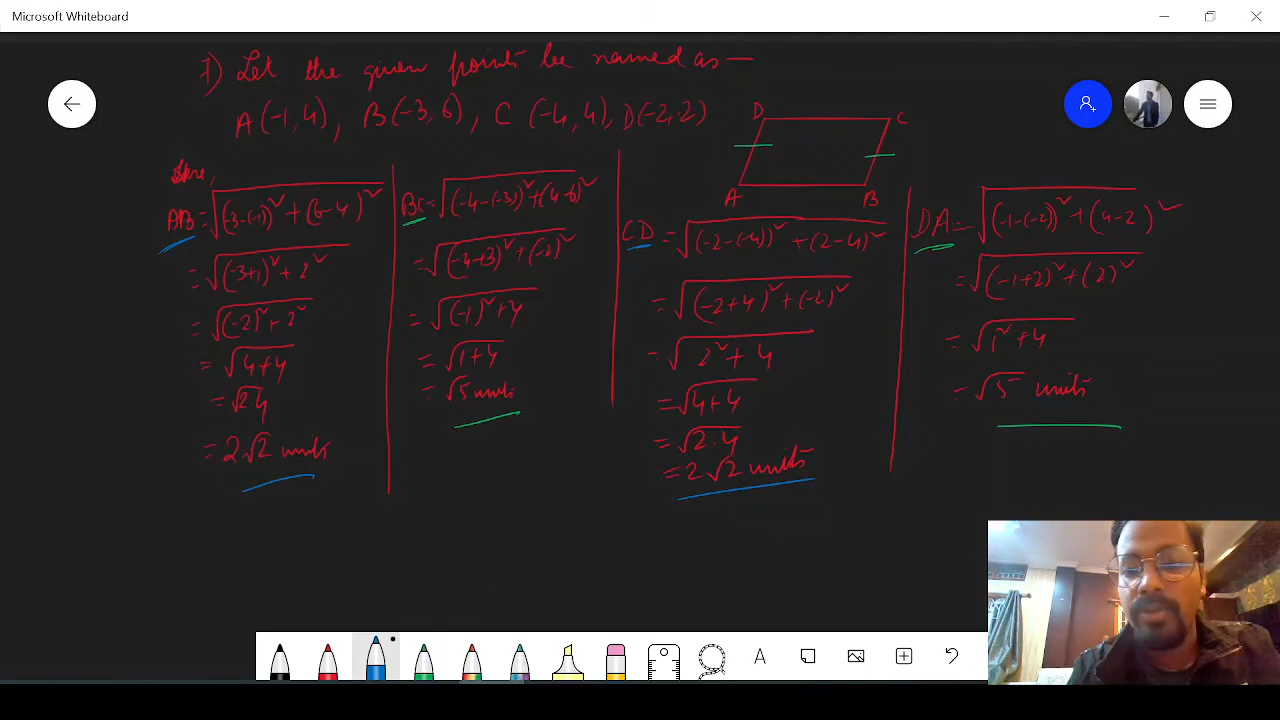 Microsoft Whiteboard
1) Let the given points be named as —
A(-1,4), B(-3,6), C(-4,4), D(-2,2)
D C
A B
Here,
AB = √(-3-(-1))² + (6-4)²
= √(-3+1)² + 2²
= √(-2)² + 2²
= √4+4
= √2·4
= 2√2 units
BC = √(-4-(-3))² + (4-6)²
= √(-4+3)² + (-2)²
= √(-1)² + 4
= √1+4
= √5 units
CD = √(-2-(-4))² + (2-4)²
= √(-2+4)² + (-2)²
= √2² + 4
= √4+4
= √2·4
= 2√2 units
DA = √(-1-(-2))² + (4-2)²
= √(-1+2)² + (2)²
= √1² + 4
= √5 units
A